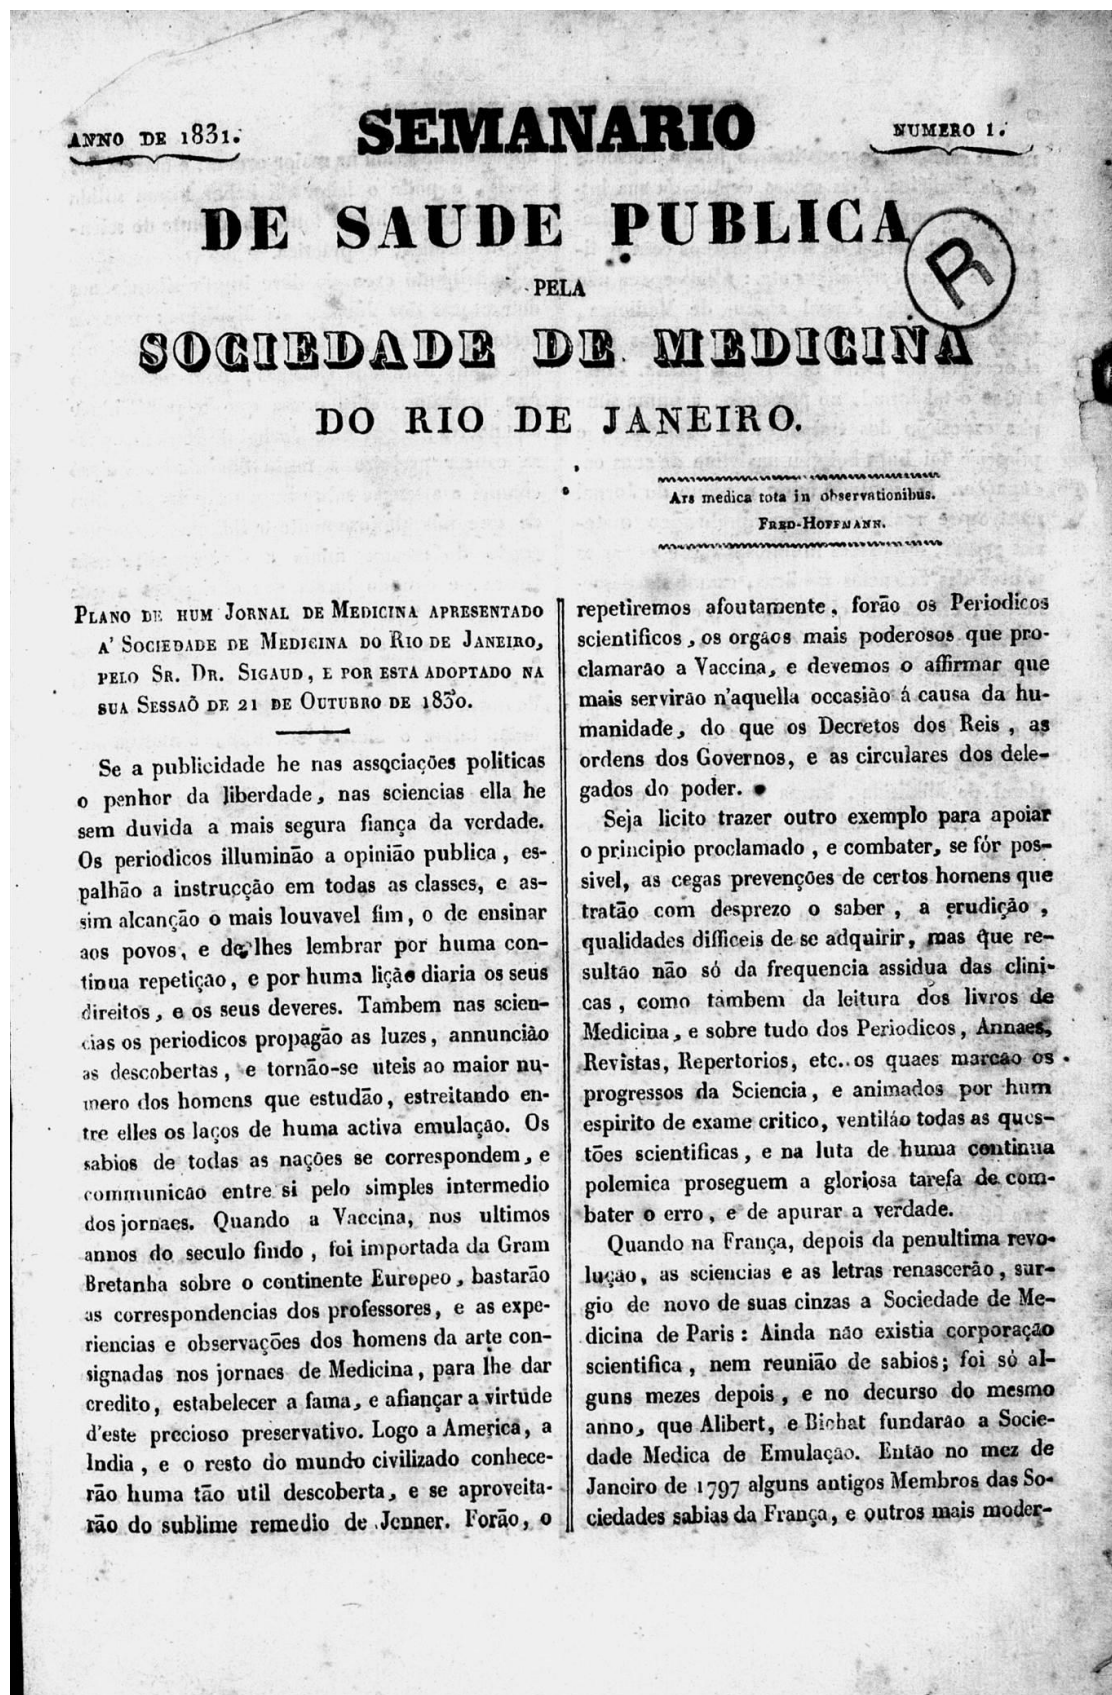 ANNO DE 1831.
SEMANARIO
NUMERO 1.
DE SAUDE PUBLICA
R
PELA
SOCIEDADE DE MEDICINA
DO RIO DE JANEIRO.
Ars medica tota in observationibus.
FRED-HOFFMANN.
PLANO DE HUM JORNAL DE MEDICINA APRESENTADO
A' SOCIEDADE DE MEDICINA DO RIO DE JANEIRO,
PELO SR. DR. SIGAUD, E POR ESTA ADOPTADO NA
SUA SESSAÕ DE 21 DE OUTUBRO DE 1830.
Se a publicidade he nas associações politicas
o penhor da liberdade, nas sciencias ella he
sem duvida a mais segura fiança da verdade.
Os periodicos illuminão a opinião publica, es-
palhão a instrucção em todas as classes, e as-
sim alcanção o mais louvavel fim, o de ensinar
aos povos, e de lhes lembrar por huma con-
tinua repetição, e por huma lição diaria os seus
direitos, e os seus deveres. Tambem nas scien-
cias os periodicos propagão as luzes, annuncião
as descobertas, e tornão-se uteis ao maior nu-
mero dos homens que estudão, estreitando en-
tre elles os laços de huma activa emulação. Os
sabios de todas as nações se correspondem, e
communicão entre si pelo simples intermedio
dos jornaes. Quando a Vaccina, nos ultimos
annos do seculo findo, foi importada da Gram
Bretanha sobre o continente Europeo, bastarão
as correspondencias dos professores, e as expe-
riencias e observações dos homens da arte con-
signadas nos jornaes de Medicina, para lhe dar
credito, estabelecer a fama, e afiançar a virtude
d'este precioso preservativo. Logo a America, a
India, e o resto do mundo civilizado conhece-
rão huma tão util descoberta, e se aproveita-
rão do sublime remedio de Jenner. Forão, o
repetiremos afoutamente, forão os Periodicos
scientificos, os orgãos mais poderosos que pro-
clamarão a Vaccina, e devemos o affirmar que
mais servirão n'aquella occasião á causa da hu-
manidade, do que os Decretos dos Reis, as
ordens dos Governos, e as circulares dos dele-
gados do poder.
Seja licito trazer outro exemplo para apoiar
o principio proclamado, e combater, se fór pos-
sivel, as cegas prevenções de certos homens que
tratão com desprezo o saber, a erudição,
qualidades difficeis de se adquirir, mas que re-
sultão não só da frequencia assidua das clini-
cas, como tambem da leitura dos livros de
Medicina, e sobre tudo dos Periodicos, Annaes,
Revistas, Repertorios, etc. os quaes marcão os
progressos da Sciencia, e animados por hum
espirito de exame critico, ventilão todas as ques-
tões scientificas, e na luta de huma continua
polemica proseguem a gloriosa tarefa de com-
bater o erro, e de apurar a verdade.
Quando na França, depois da penultima revo-
lução, as sciencias e as letras renascerão, sur-
gio de novo de suas cinzas a Sociedade de Me-
dicina de Paris: Ainda não existia corporação
scientifica, nem reunião de sabios; foi só al-
guns mezes depois, e no decurso do mesmo
anno, que Alibert, e Bichat fundarão a Socie-
dade Medica de Emulação. Então no mez de
Janeiro de 1797 alguns antigos Membros das So-
ciedades sabias da França, e outros mais moder-